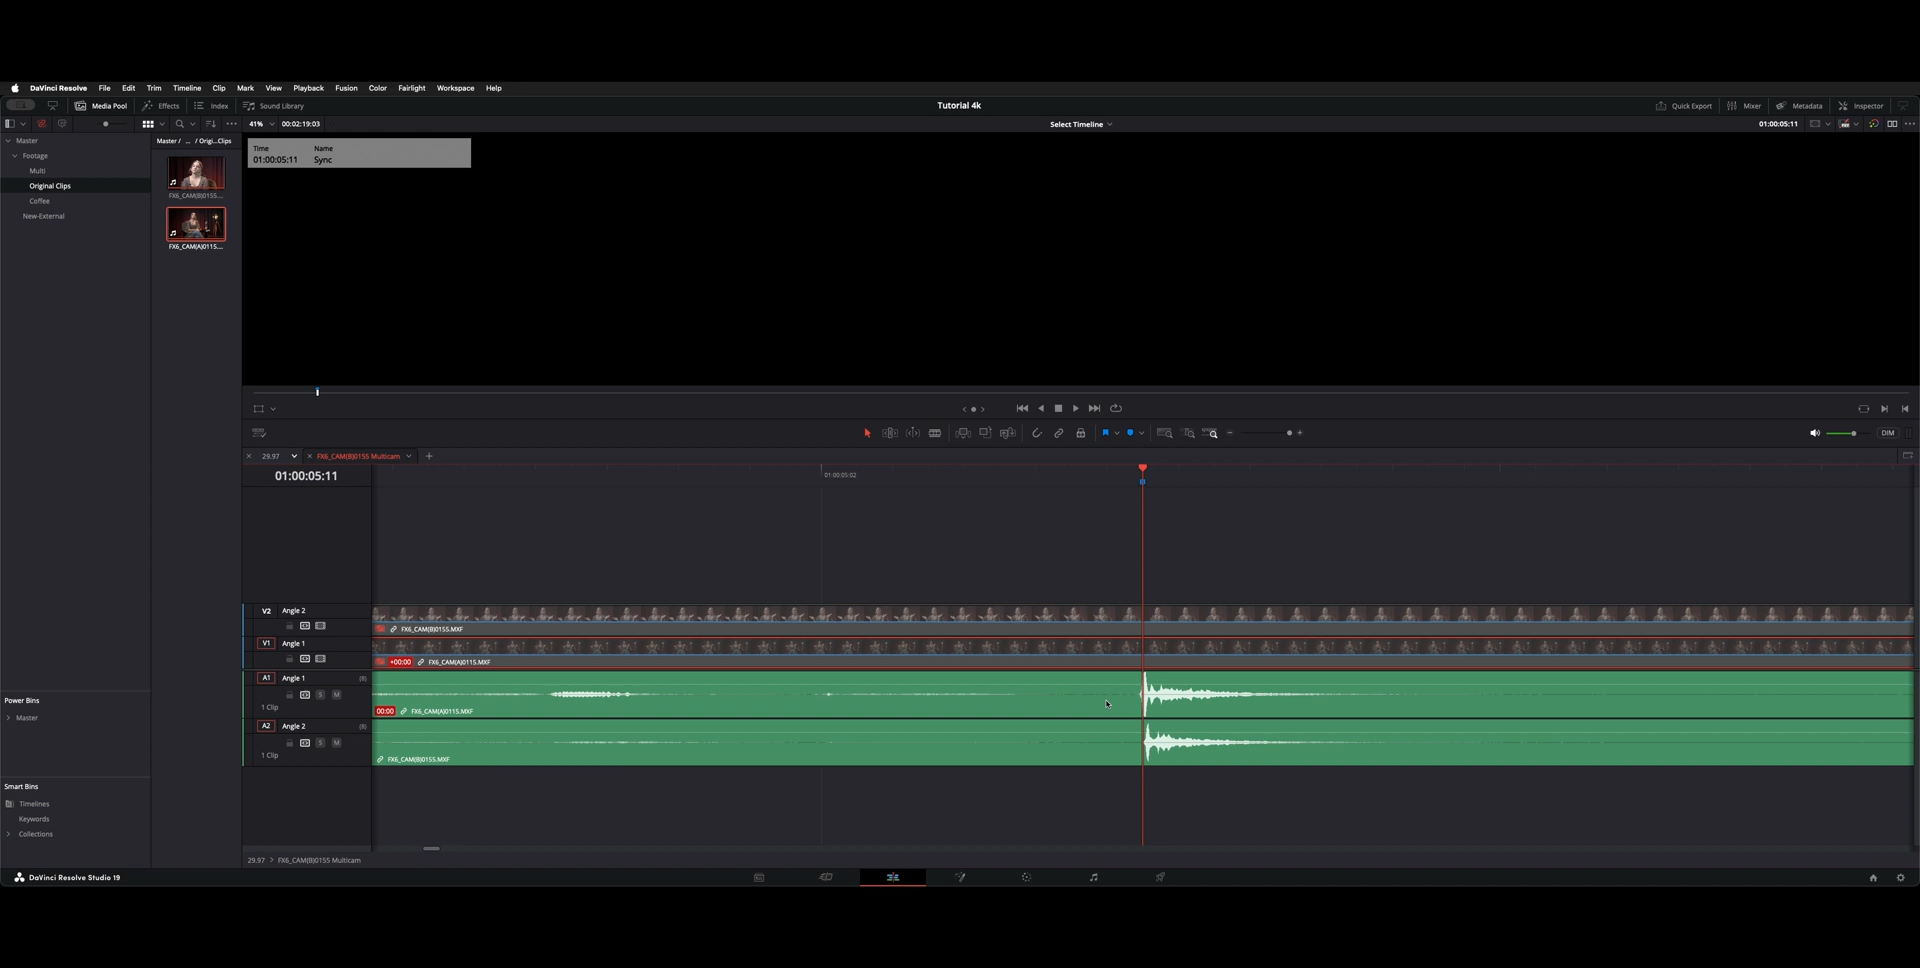 DaVinci Resolve File Edit Trim Timeline Clip Mark View Playback Fusion Color Fairlight Workspace Help
Media Pool Effects Index Sound Library Tutorial 4k Quick Export Mixer Metadata Inspector
41% 00:02:19:03 Select Timeline 01:00:05:11
Master Master / ... / Origi...Clips
Footage
Multi
Original Clips
Coffee
New-External
FX6_CAM(B)0155...
FX6_CAM(A)0115....
Time Name
01:00:05:11 Sync
DIM
29.97 FX6_CAM(B)0155 Multicam
01:00:05:11 01:00:05:02
V2 Angle 2
FX6_CAM(B)0155.MXF
V1 Angle 1
+00:00 FX6_CAM(A)0115.MXF
A1 Angle 1
S M
1 Clip 00:00 FX6_CAM(A)0115.MXF
A2 Angle 2
S M
1 Clip FX6_CAM(B)0155.MXF
Power Bins
Master
Smart Bins
Timelines
Keywords
Collections
29.97 > FX6_CAM(B)0155 Multicam
DaVinci Resolve Studio 19